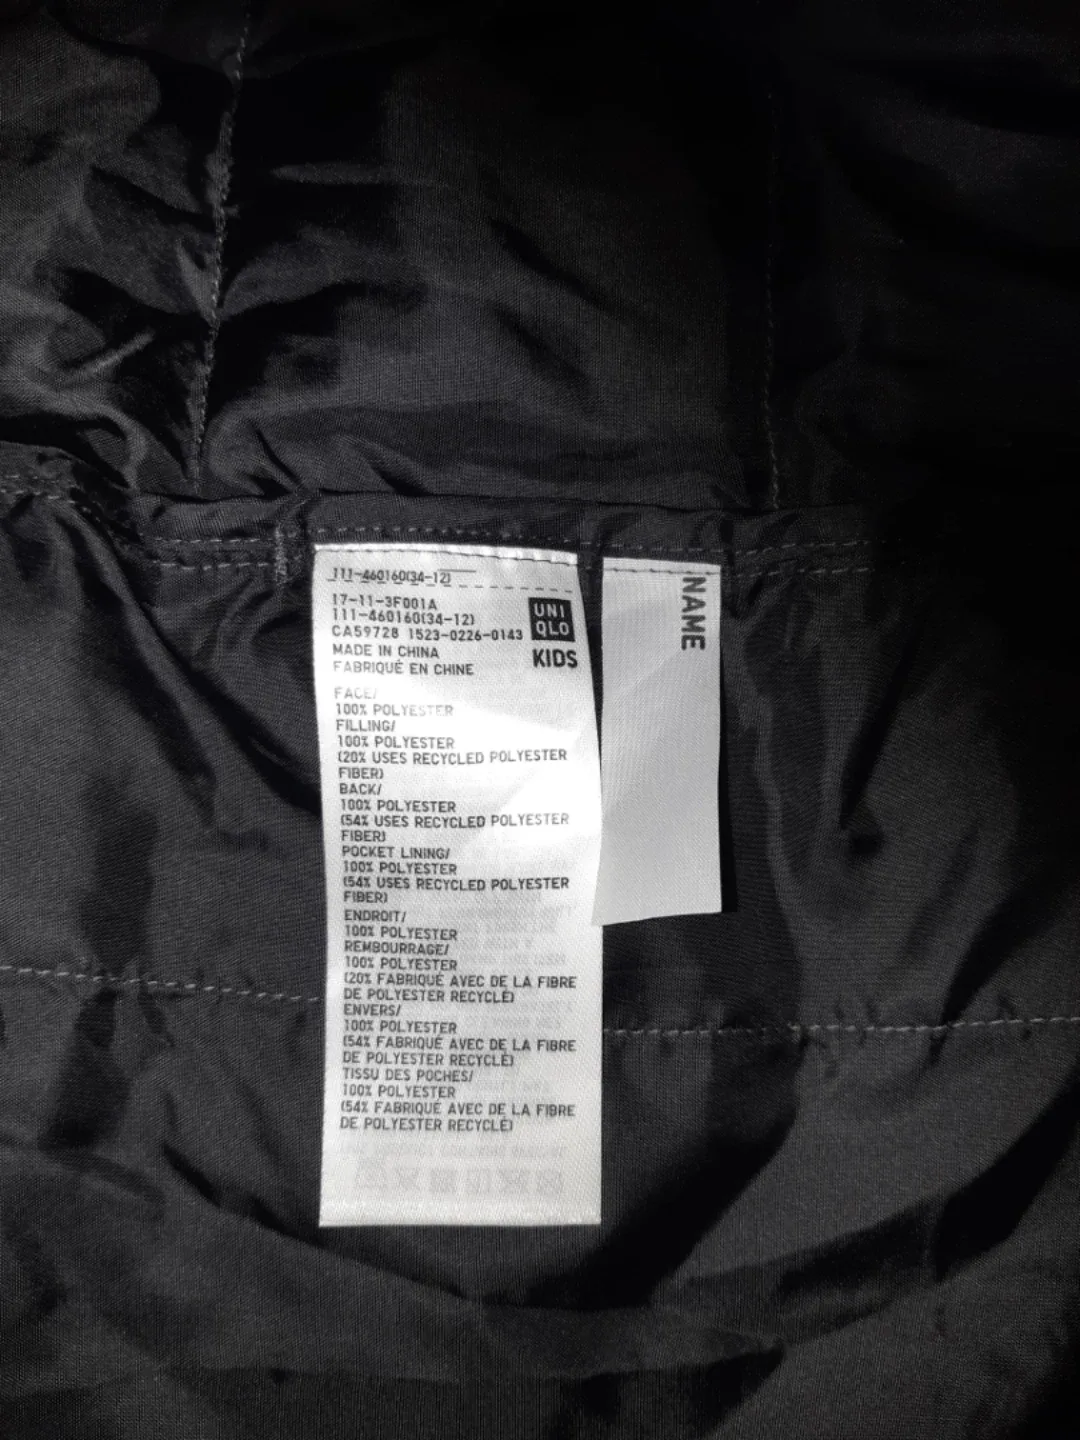 111-460160(34-12)
17-11-3F001A
111-460160(34-12)
CA59728 1523-0226-0143
MADE IN CHINA
FABRIQUÉ EN CHINE
UNI
QLO
KIDS
FACE/
100% POLYESTER
FILLING/
100% POLYESTER
(20% USES RECYCLED POLYESTER
FIBER)
BACK/
100% POLYESTER
(54% USES RECYCLED POLYESTER
FIBER)
POCKET LINING/
100% POLYESTER
(54% USES RECYCLED POLYESTER
FIBER)
ENDROIT/
100% POLYESTER
REMBOURRAGE/
100% POLYESTER
(20% FABRIQUÉ AVEC DE LA FIBRE
DE POLYESTER RECYCLÉ)
ENVERS/
100% POLYESTER
(54% FABRIQUÉ AVEC DE LA FIBRE
DE POLYESTER RECYCLÉ)
TISSU DES POCHES/
100% POLYESTER
(54% FABRIQUÉ AVEC DE LA FIBRE
DE POLYESTER RECYCLÉ)
NAME